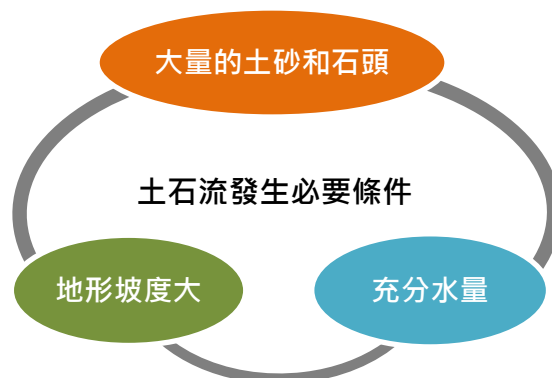 大量的土砂和石頭
土石流發生必要條件
地形坡度大
充分水量